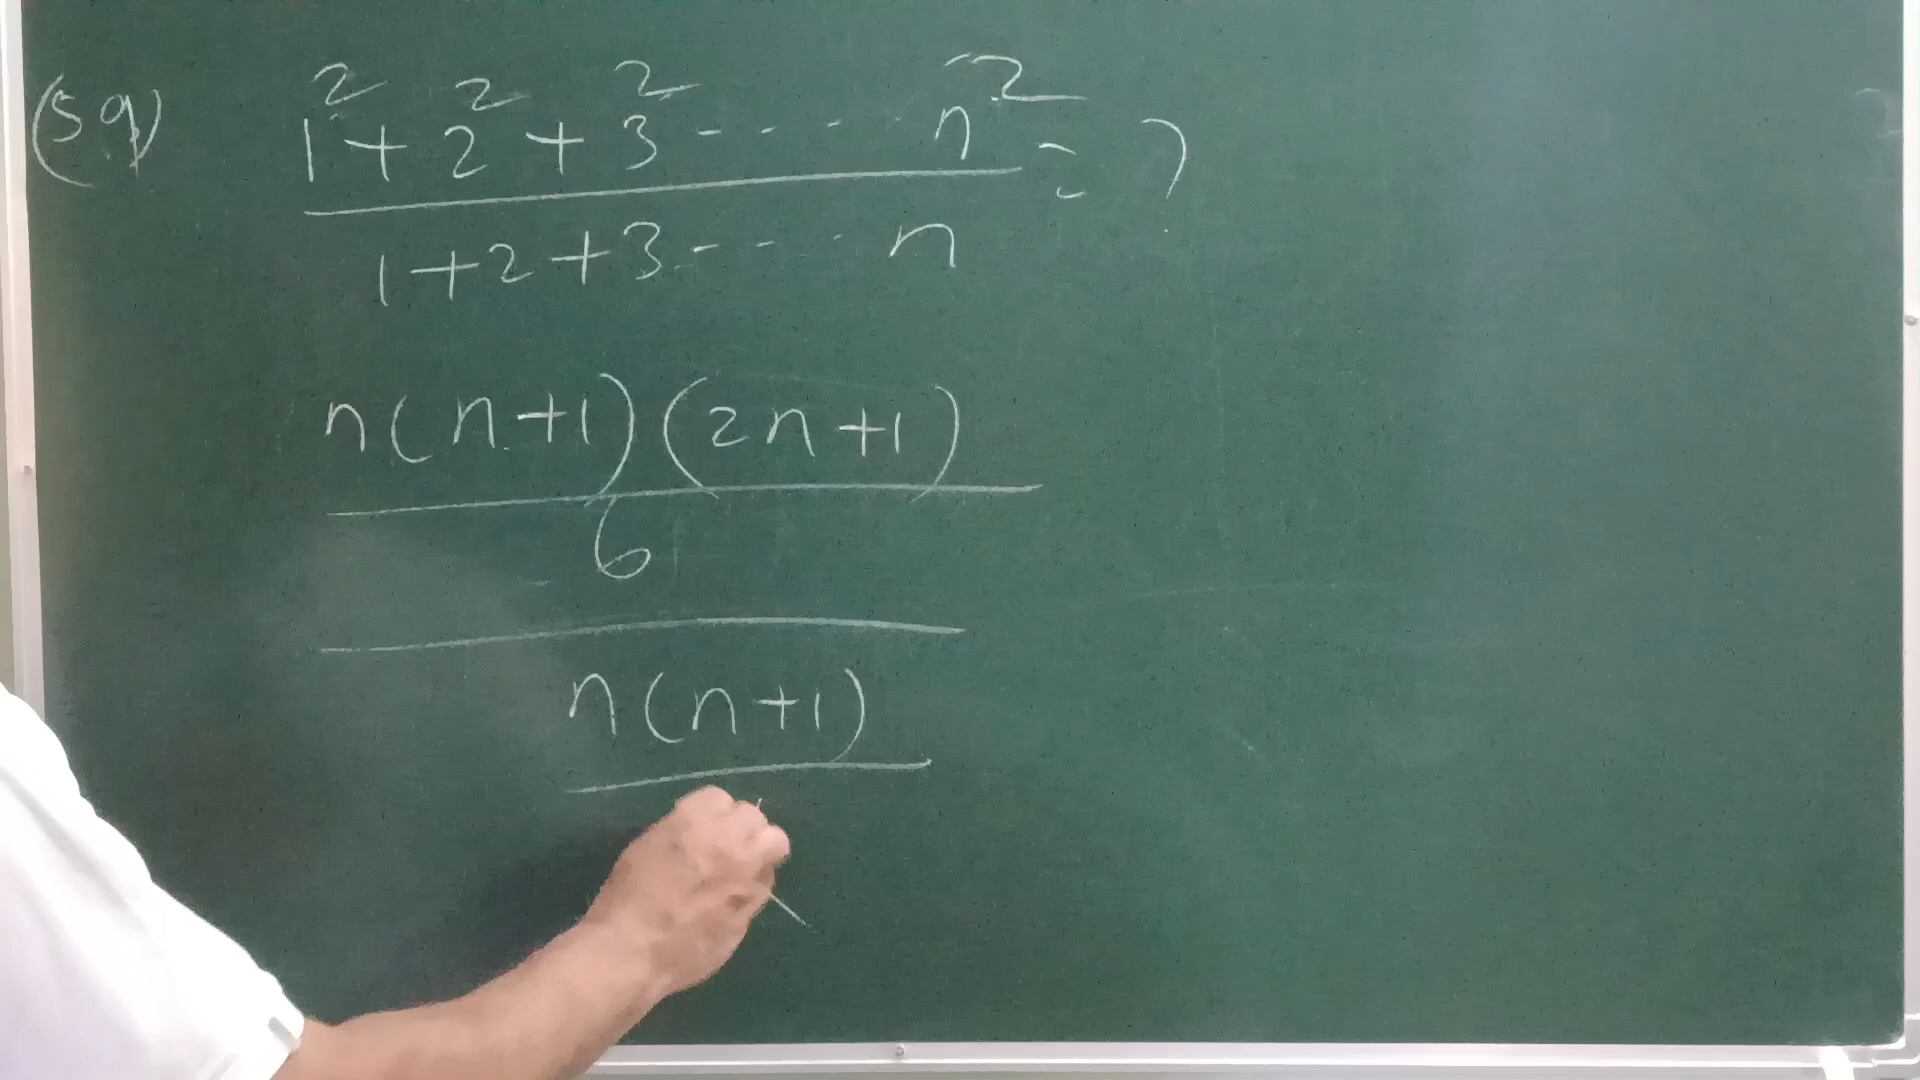 (59) 1² + 2² + 3² - - - - n² = ?
1 + 2 + 3 - - - - n
n(n+1)(2n+1)
6
n(n+1)